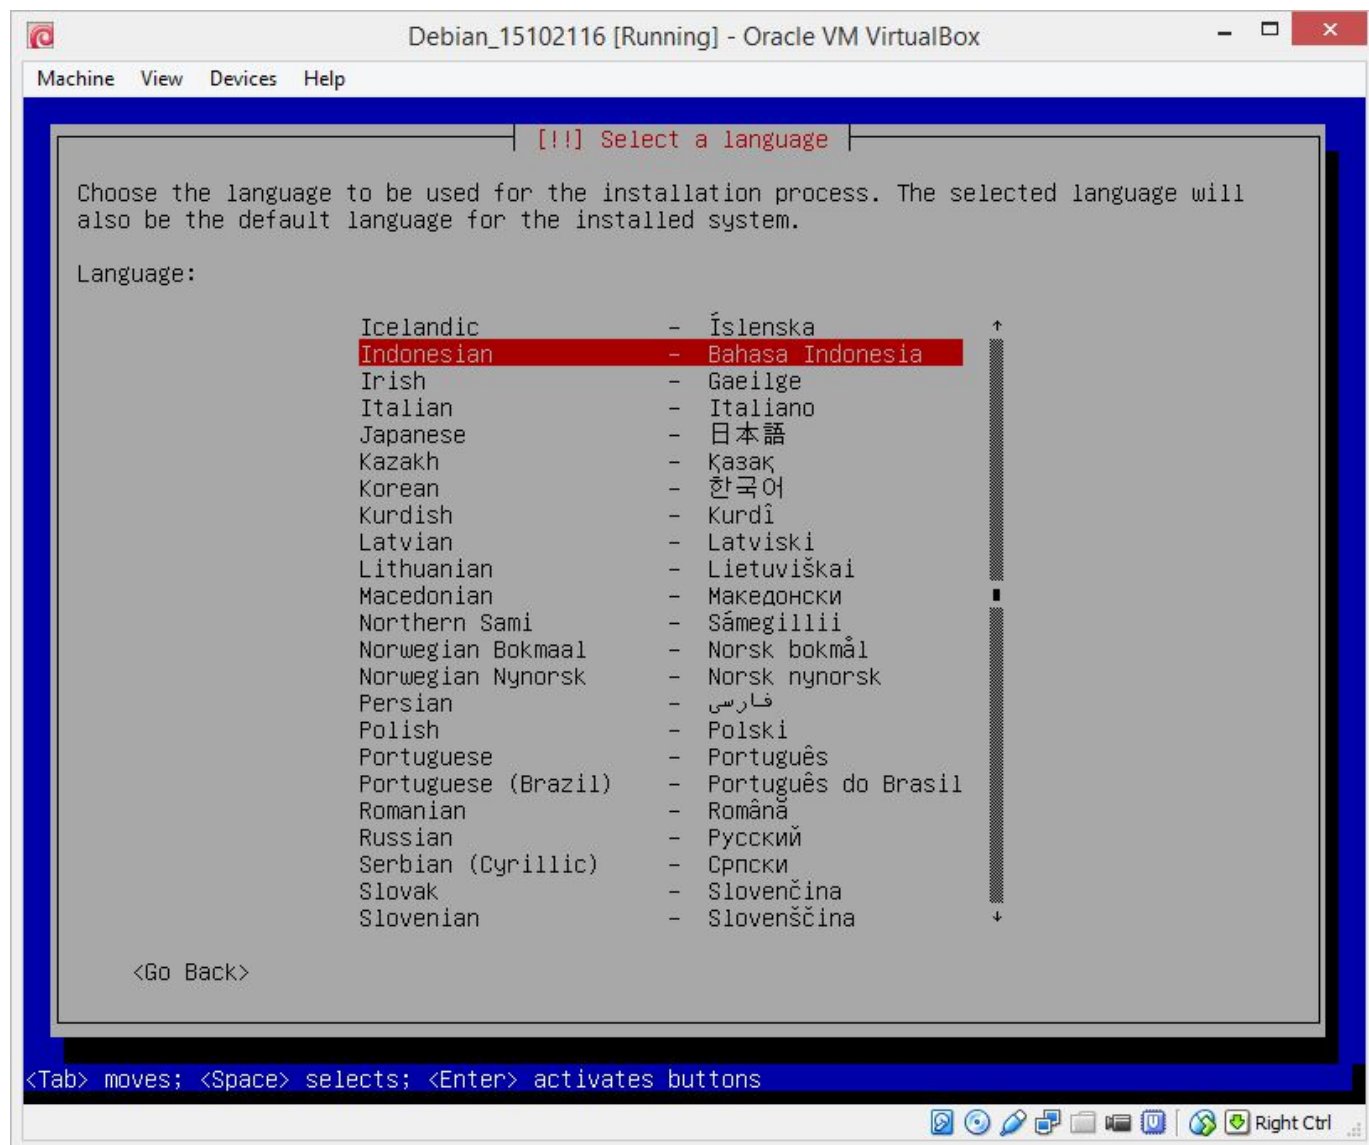 Debian_15102116 [Running] - Oracle VM VirtualBox
Machine View Devices Help
[!!] Select a language
Choose the language to be used for the installation process. The selected language will
also be the default language for the installed system.
Language:
Icelandic - Íslenska
Indonesian - Bahasa Indonesia
Irish - Gaeilge
Italian - Italiano
Japanese - 日本語
Kazakh - Қазақ
Korean - 한국어
Kurdish - Kurdî
Latvian - Latviski
Lithuanian - Lietuviškai
Macedonian - Македонски
Northern Sami - Sámegillii
Norwegian Bokmaal - Norsk bokmål
Norwegian Nynorsk - Norsk nynorsk
Persian - فارسی
Polish - Polski
Portuguese - Português
Portuguese (Brazil) - Português do Brasil
Romanian - Română
Russian - Русский
Serbian (Cyrillic) - Српски
Slovak - Slovenčina
Slovenian - Slovenščina
<Go Back>
<Tab> moves; <Space> selects; <Enter> activates buttons
Right Ctrl